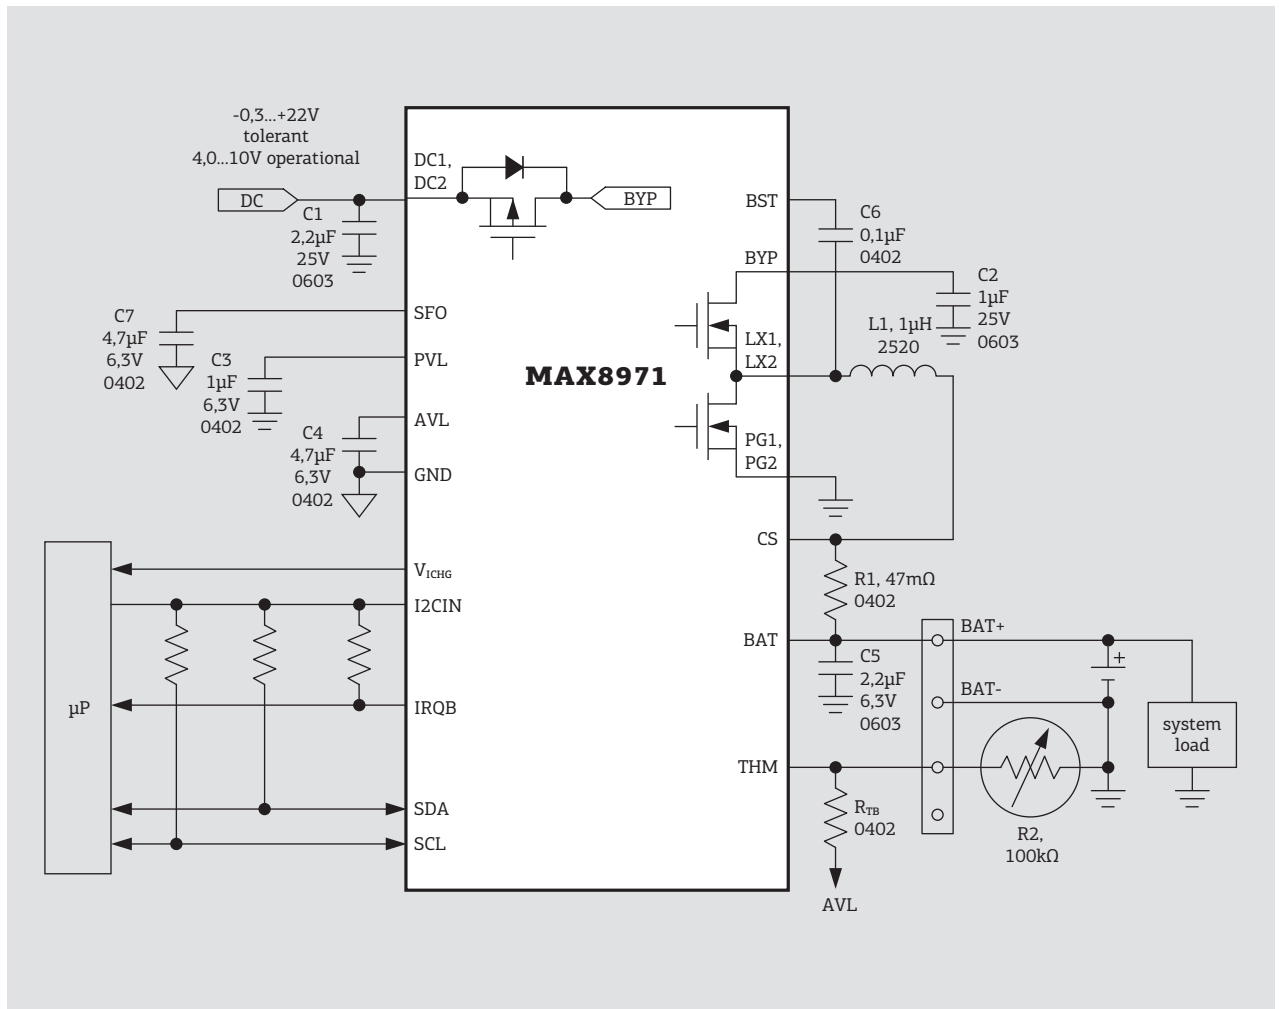 -0,3...+22V
tolerant
4,0...10V operational
DC
C1
2,2µF
25V
0603
DC1,
DC2
BYP
C7
4,7µF
6,3V
0402
C3
1µF
6,3V
0402
C4
4,7µF
6,3V
0402
SFO
PVL
AVL
GND
MAX8971
BST
BYP
LX1,
LX2
PG1,
PG2
CS
BAT
THM
C6
0,1µF
0402
C2
1µF
25V
0603
L1, 1µH
2520
R1, 47mΩ
0402
C5
2,2µF
6,3V
0603
BAT+
+
BAT-
system
load
R2,
100kΩ
RTB
0402
AVL
µP
VICHG
I2CIN
IRQB
SDA
SCL